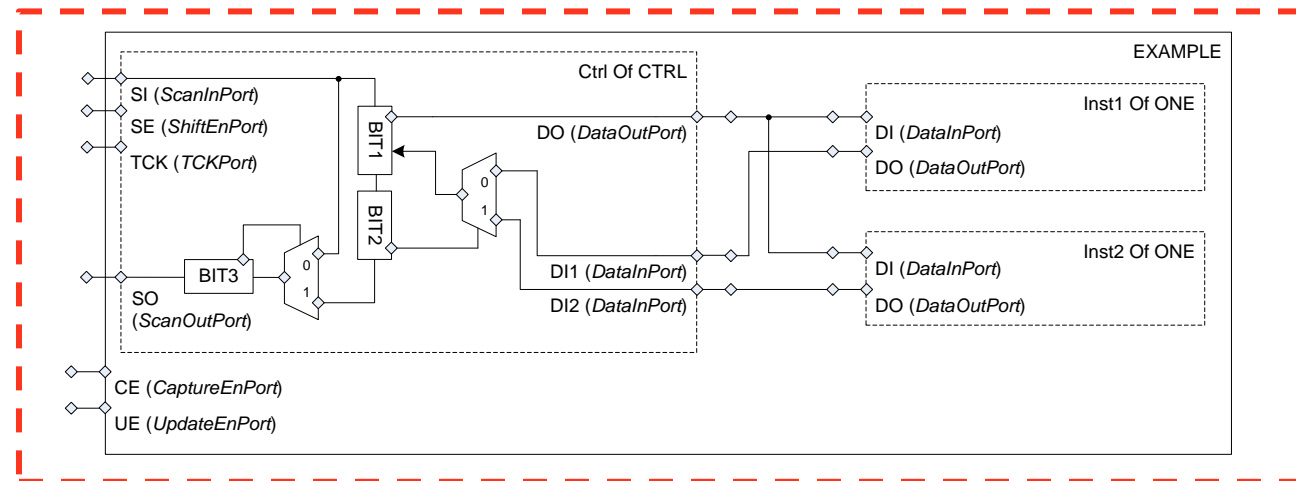 EXAMPLE
Ctrl Of CTRL
SI (ScanInPort)
SE (ShiftEnPort)
TCK (TCKPort)
BIT1
BIT2
BIT3
0
1
0
1
SO
(ScanOutPort)
DO (DataOutPort)
DI1 (DataInPort)
DI2 (DataInPort)
Inst1 Of ONE
DI (DataInPort)
DO (DataOutPort)
Inst2 Of ONE
DI (DataInPort)
DO (DataOutPort)
CE (CaptureEnPort)
UE (UpdateEnPort)